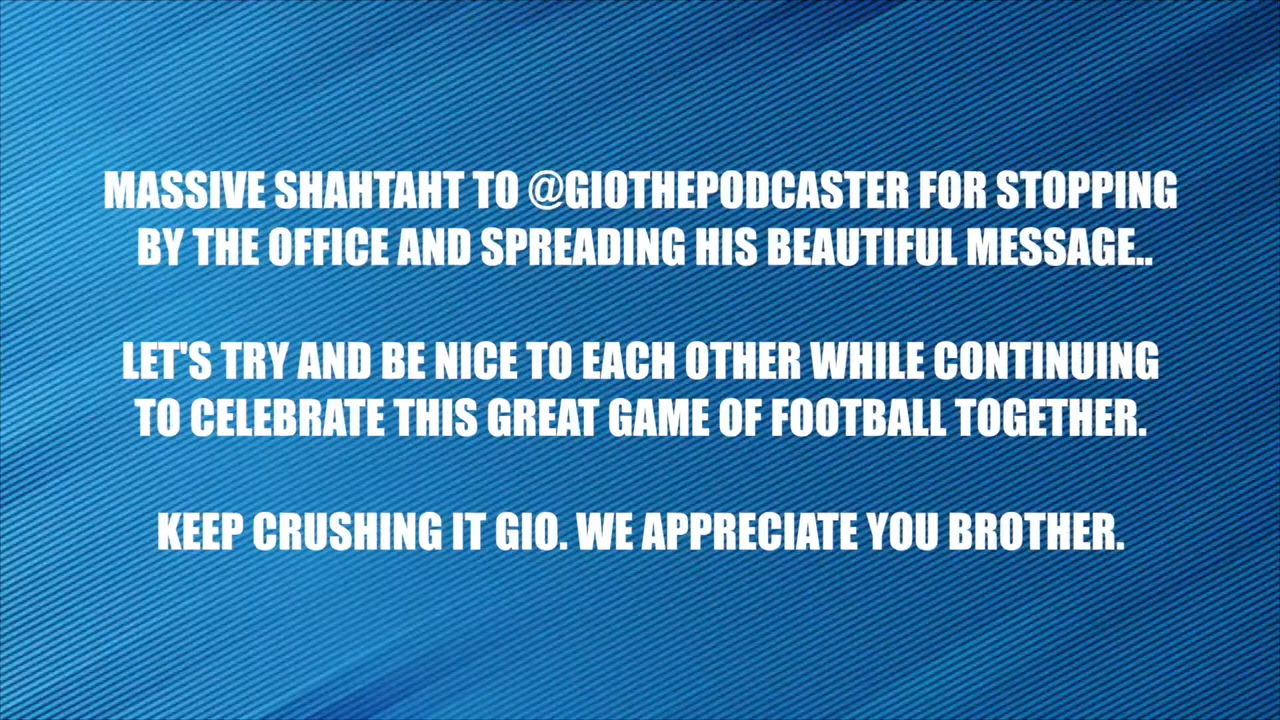 MASSIVE SHAHTAHT TO @GIOTHEPODCASTER FOR STOPPING
BY THE OFFICE AND SPREADING HIS BEAUTIFUL MESSAGE..
LET'S TRY AND BE NICE TO EACH OTHER WHILE CONTINUING
TO CELEBRATE THIS GREAT GAME OF FOOTBALL TOGETHER.
KEEP CRUSHING IT GIO. WE APPRECIATE YOU BROTHER.